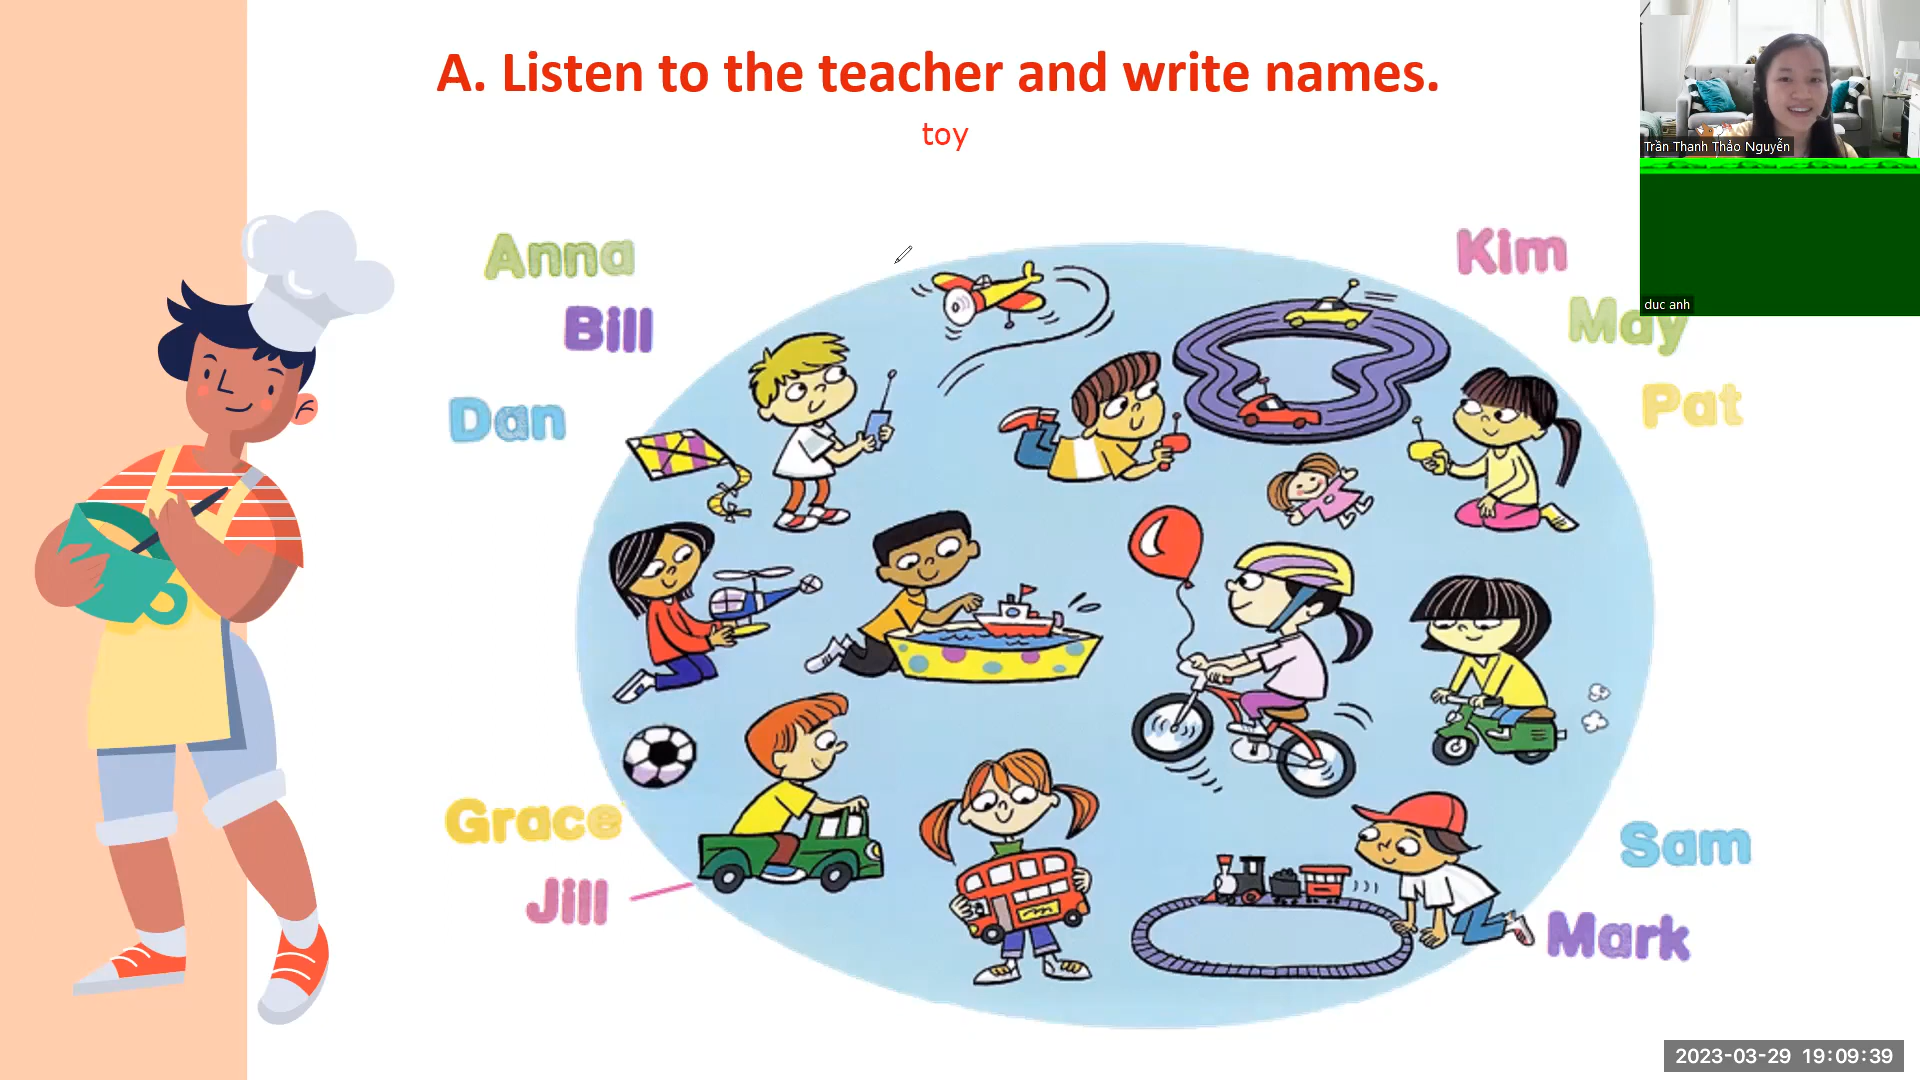 A. Listen to the teacher and write names.
toy
Trần Thanh Thảo Nguyễn
duc anh
Anna
Bill
Dan
Kim
May
Pat
Grace
Jill
Sam
Mark
2023-03-29 19:09:39